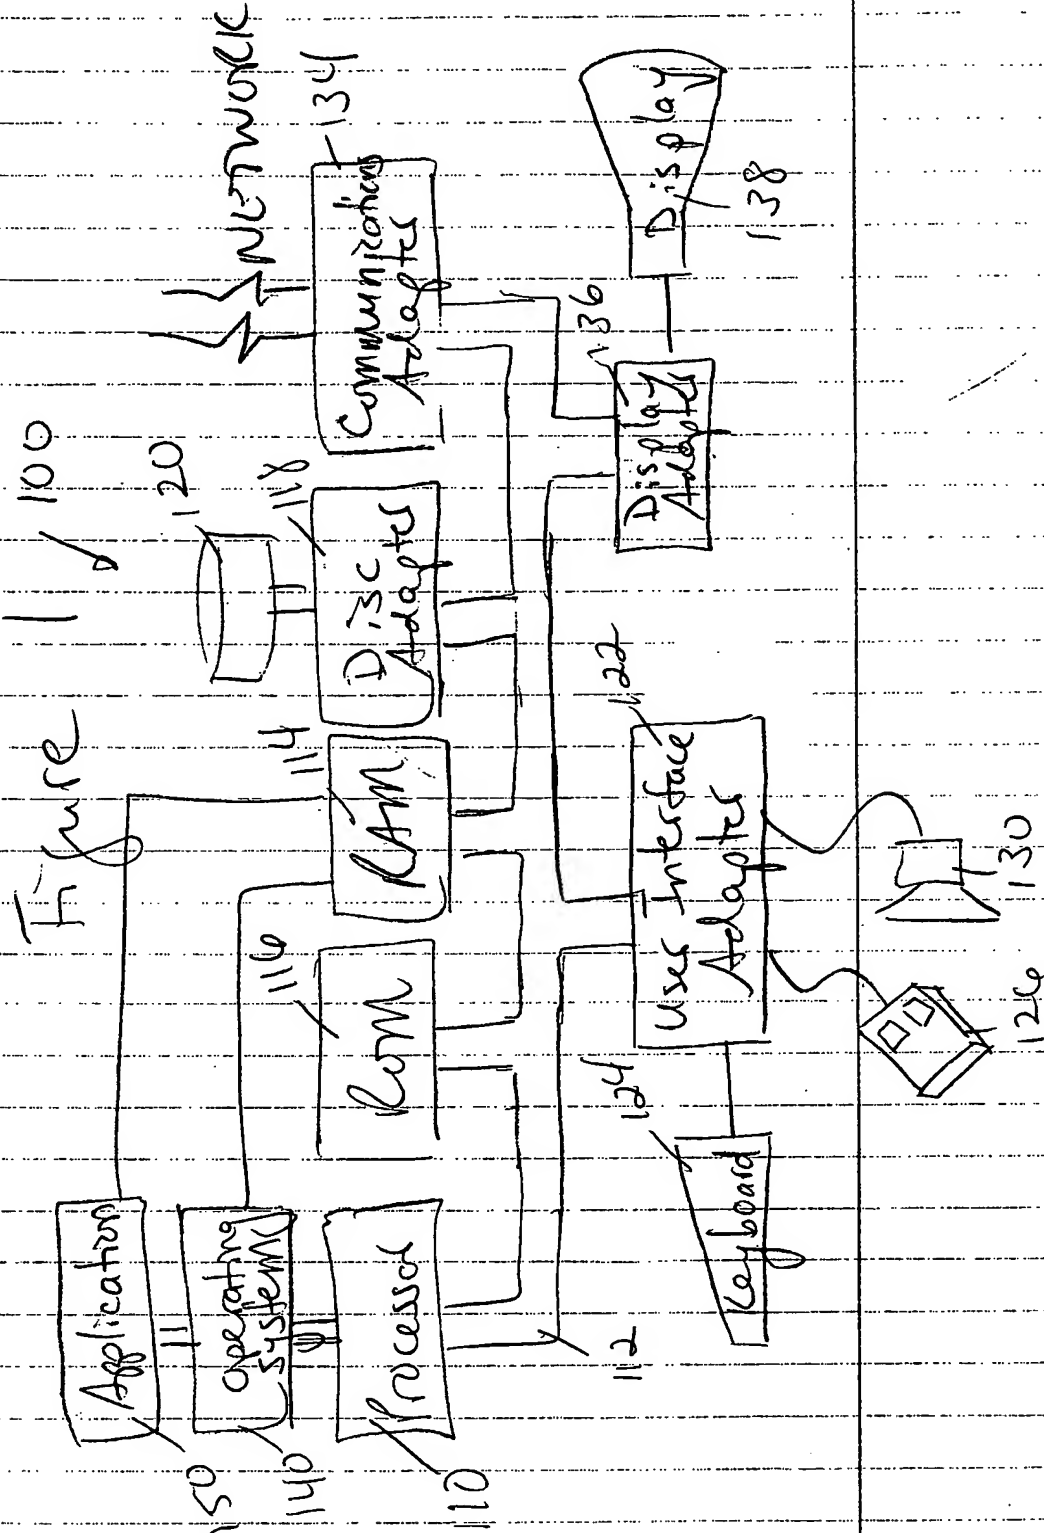 Figure 1
100
120
NETWORK
150
Application
140
Operating
System
116
114
118
134
110
Processor
ROM
RAM
Disc
Adapter
Communications
Adapter
112
124
122
136
Keyboard
User Interface
Adapter
Display
Adapter
Display
138
126
130